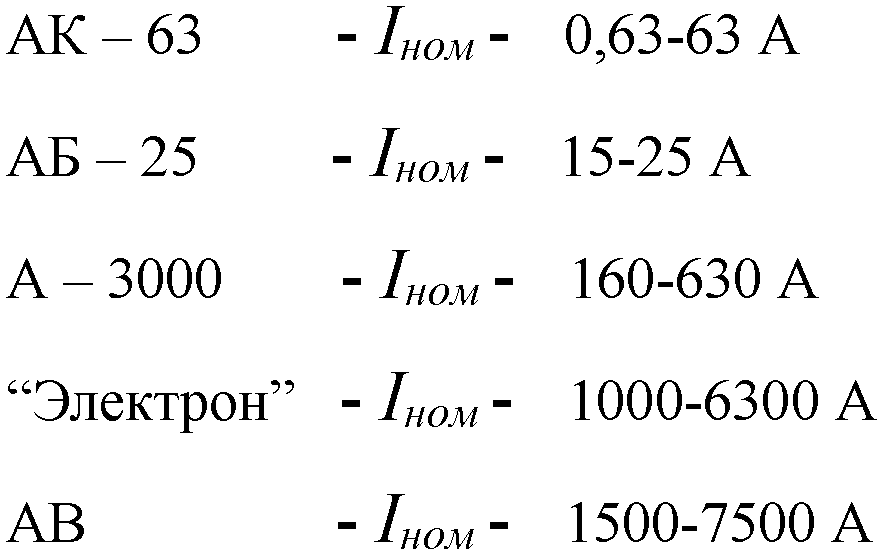 АК – 63 - Iном - 0,63-63 А
АБ – 25 - Iном - 15-25 А
А – 3000 - Iном - 160-630 А
“Электрон” - Iном - 1000-6300 А
АВ - Iном - 1500-7500 А